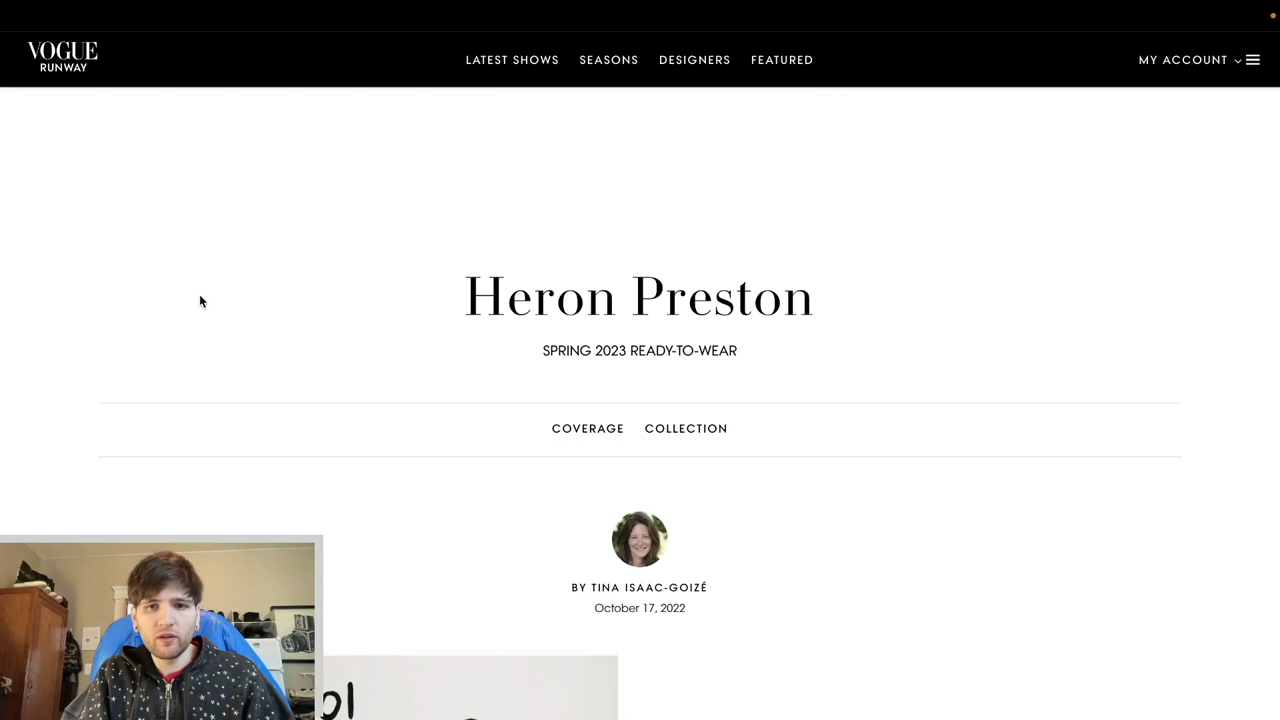 VOGUE
RUNWAY
LATEST SHOWS SEASONS DESIGNERS FEATURED
MY ACCOUNT
Heron Preston
SPRING 2023 READY-TO-WEAR
COVERAGE COLLECTION
BY TINA ISAAC-GOIZÉ
October 17, 2022